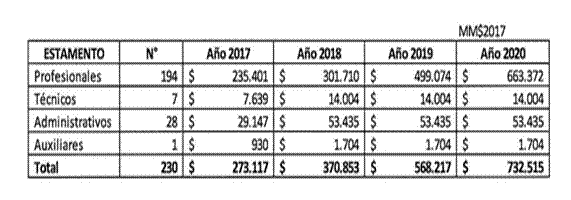 MM$2017
ESTAMENTO N° Año 2017 Año 2018 Año 2019 Año 2020
Profesionales 194 $ 235.401 $ 301.710 $ 499.074 $ 663.372
Técnicos 7 $ 7.639 $ 14.004 $ 14.004 $ 14.004
Administrativos 28 $ 29.147 $ 53.435 $ 53.435 $ 53.435
Auxiliares 1 $ 930 $ 1.704 $ 1.704 $ 1.704
Total 230 $ 273.117 $ 370.853 $ 568.217 $ 732.515